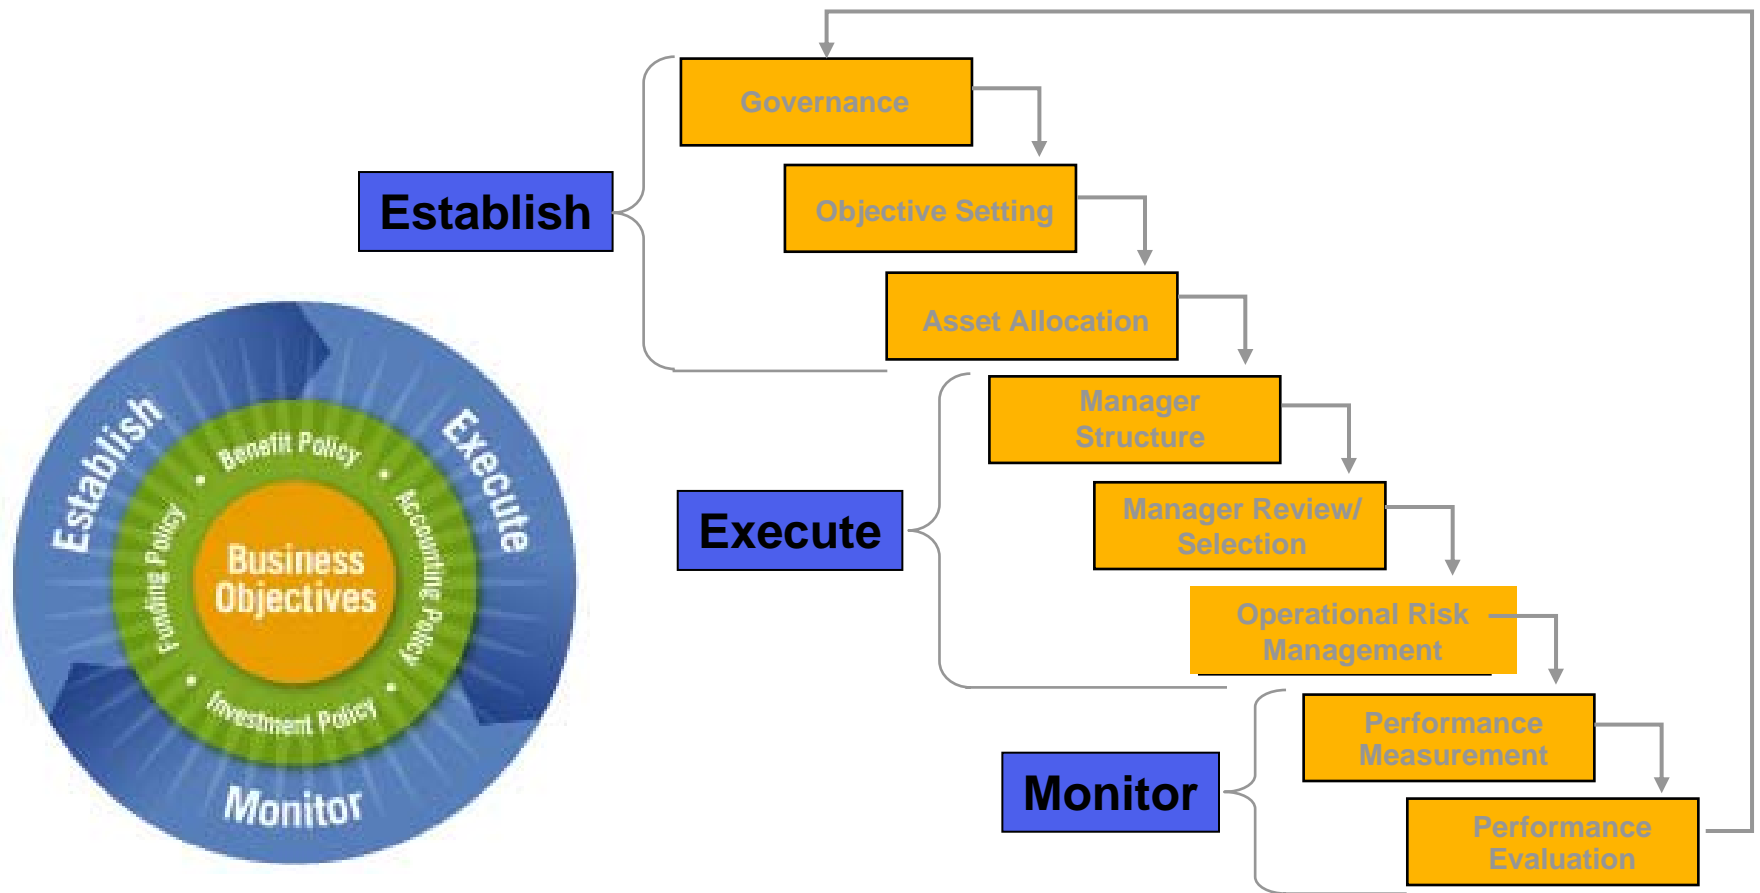 Governance
Establish
Objective Setting
Asset Allocation
Manager
Structure
Execute
Manager Review/
Selection
Operational Risk
Management
Performance
Measurement
Monitor
Performance
Evaluation
Establish
Execute
Monitor
Benefit Policy
Accounting Policy
Investment Policy
Funding Policy
Business
Objectives